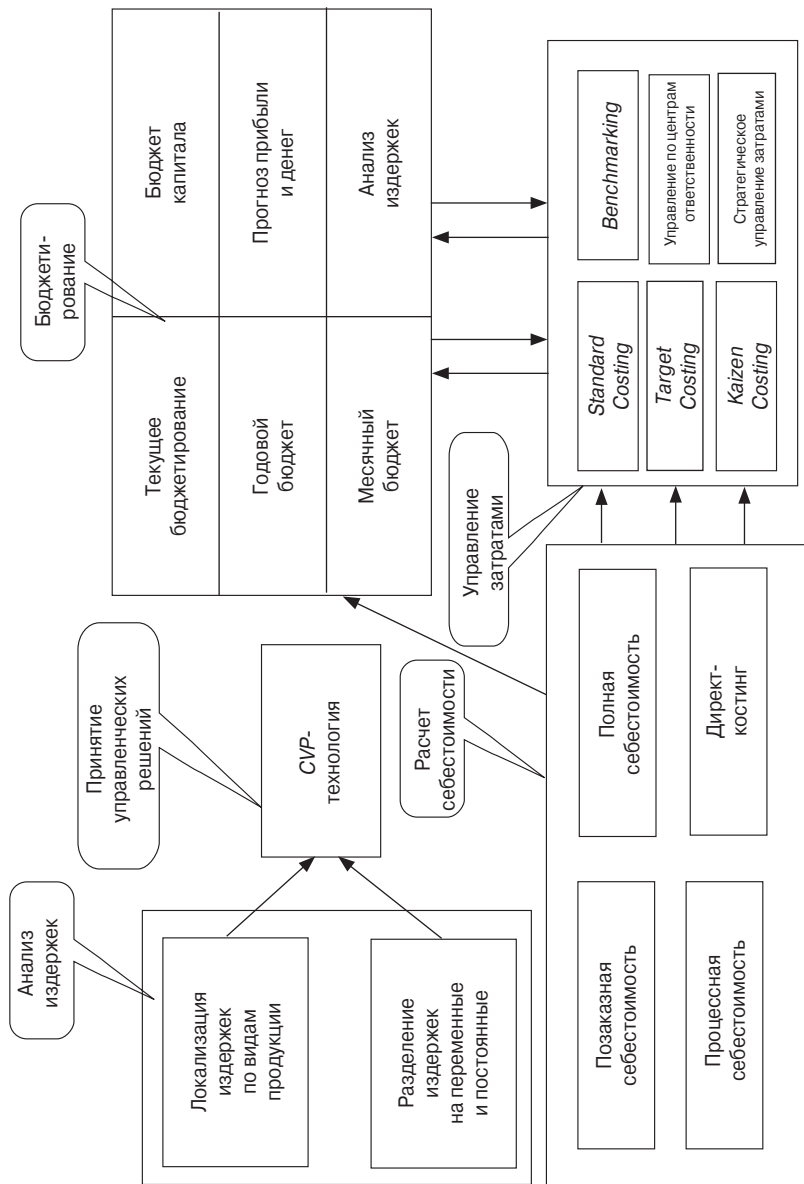 Анализ
издержек
Локализация
издержек
по видам
продукции
Разделение
издержек
на переменные
и постоянные
Принятие
управленческих
решений
CVP-
технология
Бюджети-
рование
Текущее
бюджетирование
Бюджет
капитала
Годовой
бюджет
Прогноз прибыли
и денег
Месячный
бюджет
Анализ
издержек
Расчет
себестоимости
Позаказная
себестоимость
Полная
себестоимость
Процессная
себестоимость
Директ-
костинг
Управление
затратами
Standard
Costing
Benchmarking
Target
Costing
Управление по центрам
ответственности
Kaizen
Costing
Стратегическое
управление затратами